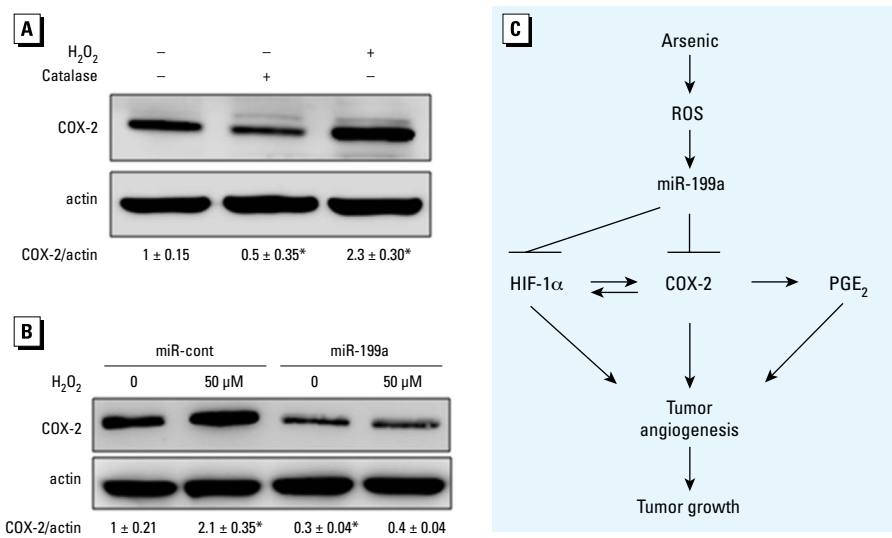 A
H₂O₂ – – +
Catalase – + –
COX-2
actin
COX-2/actin 1 ± 0.15 0.5 ± 0.35* 2.3 ± 0.30*
B
miR-cont miR-199a
H₂O₂ 0 50 µM 0 50 µM
COX-2
actin
COX-2/actin 1 ± 0.21 2.1 ± 0.35* 0.3 ± 0.04* 0.4 ± 0.04
C
Arsenic
ROS
miR-199a
HIF-1α COX-2 PGE₂
Tumor
angiogenesis
Tumor growth